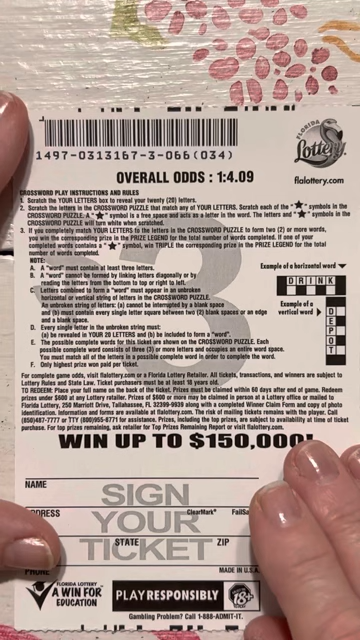 1497-0313167-3-066(034)
FLORIDA
Lottery
flalottery.com
OVERALL ODDS : 1:4.09
CROSSWORD PLAY INSTRUCTIONS AND RULES
1. Scratch the YOUR LETTERS box to reveal your twenty (20) letters.
2. Scratch the letters in the CROSSWORD PUZZLE that match any of YOUR LETTERS. Scratch each of the "★" symbols in the
CROSSWORD PUZZLE. A "★" symbol is a free space and acts as a letter in the word. The letters and "★" symbols in the
CROSSWORD PUZZLE will turn white when scratched.
3. If you completely match YOUR LETTERS to the letters in the CROSSWORD PUZZLE to form two (2) or more words,
you win the corresponding prize in the PRIZE LEGEND for the total number of words completed. If one of your
completed words contains a "★" symbol, win TRIPLE the corresponding prize in the PRIZE LEGEND for the total
number of words completed.
NOTE:
A. A "word" must contain at least three letters.
B. A "word" cannot be formed by linking letters diagonally or by
reading the letters from the bottom to top or right to left.
C. Letters combined to form a "word" must appear in an unbroken
horizontal or vertical string of letters in the CROSSWORD PUZZLE.
An unbroken string of letters: (a) cannot be interrupted by a blank space
and (b) must contain every single letter square between two (2) blank spaces or an edge
and a blank space.
D. Every single letter in the unbroken string must:
(a) be revealed in YOUR 20 LETTERS and (b) be included to form a "word".
E. The possible complete words for this ticket are shown on the CROSSWORD PUZZLE. Each
possible complete word consists of three (3) or more letters and occupies an entire word space.
You must match all of the letters in a possible complete word in order to complete the word.
F. Only highest prize won paid per ticket.
Example of a horizontal word
DRINK
Example of a
vertical word
DEPOT
X3
For complete game odds, visit flalottery.com or a Florida Lottery Retailer. All tickets, transactions, and winners are subject to
Lottery Rules and State Law. Ticket purchasers must be at least 18 years old.
TO REDEEM: Place your full name on the back of the ticket. Prizes must be claimed within 60 days after end of game. Redeem
prizes under $600 at any Lottery retailer. Prizes of $600 or more may be claimed in person at a Lottery office or mailed to
Florida Lottery, 250 Marriott Drive, Tallahassee, FL 32399-9939 along with a completed Winner Claim Form and copy of photo
identification. Information and forms are available at flalottery.com. The risk of mailing tickets remains with the player. Call
(850)487-7777 or TTY (800)955-8771 for assistance. Prizes, including the top prizes, are subject to availability at time of ticket
purchase. For top prizes remaining, ask retailer for Top Prizes Remaining Report or visit flalottery.com.
WIN UP TO $150,000!
NAME
SIGN
YOUR
TICKET
ClearMark®
STATE
ZIP
PHONE
MADE IN U.S.A.
FLORIDA LOTTERY
A WIN FOR
EDUCATION
PLAY RESPONSIBLY
18+
Gambling Problem? Call 1-888-ADMIT-IT.